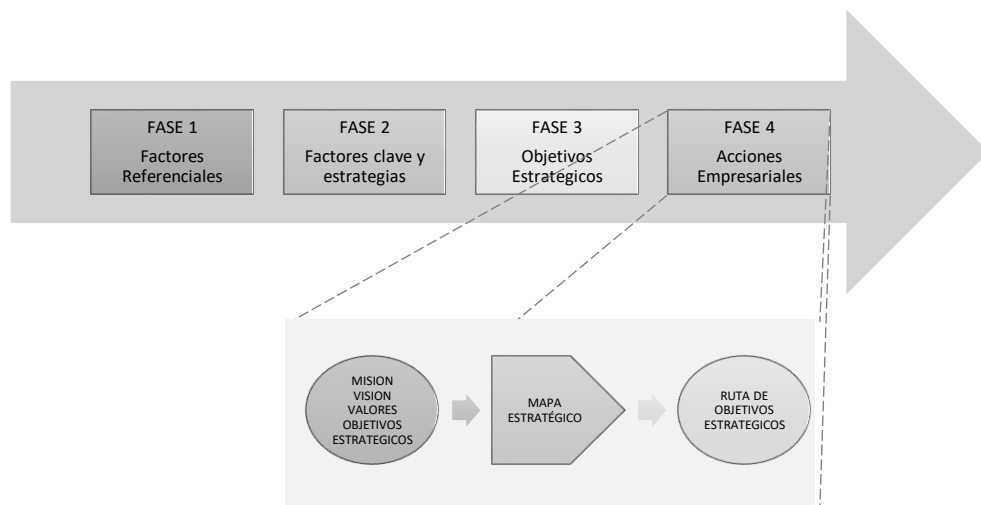 FASE 1
Factores
Referenciales
FASE 2
Factores clave y
estrategias
FASE 3
Objetivos
Estrategicos
FASE 4
Acciones
Empresariales
MISION
VISION
VALORES
OBJETIVOS
ESTRATEGICOS
MAPA
ESTRATÉGICO
RUTA DE
OBJETIVOS
ESTRATEGICOS